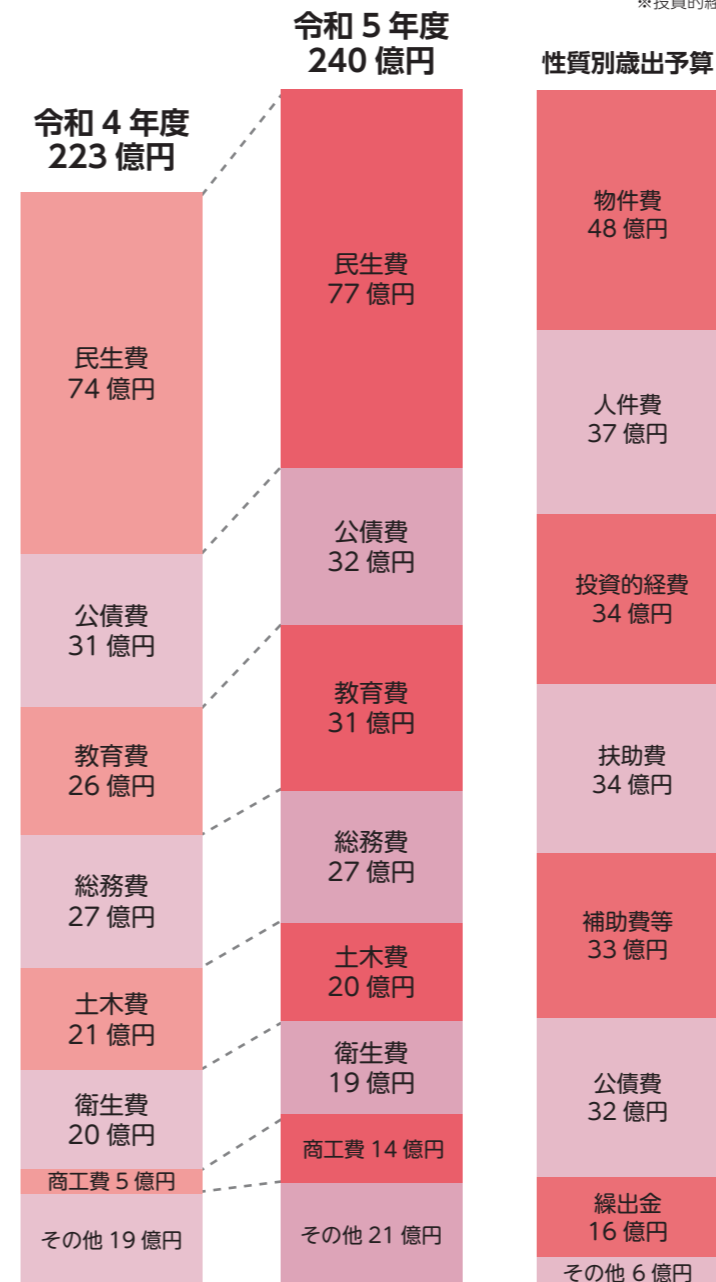 ※投資的経
令和 4 年度
223 億円
民生費
74 億円
公債費
31 億円
教育費
26 億円
総務費
27 億円
土木費
21 億円
衛生費
20 億円
商工費 5 億円
その他 19 億円
令和 5 年度
240 億円
民生費
77 億円
公債費
32 億円
教育費
31 億円
総務費
27 億円
土木費
20 億円
衛生費
19 億円
商工費 14 億円
その他 21 億円
性質別歳出予算
物件費
48 億円
人件費
37 億円
投資的経費
34 億円
扶助費
34 億円
補助費等
33 億円
公債費
32 億円
繰出金
16 億円
その他 6 億円